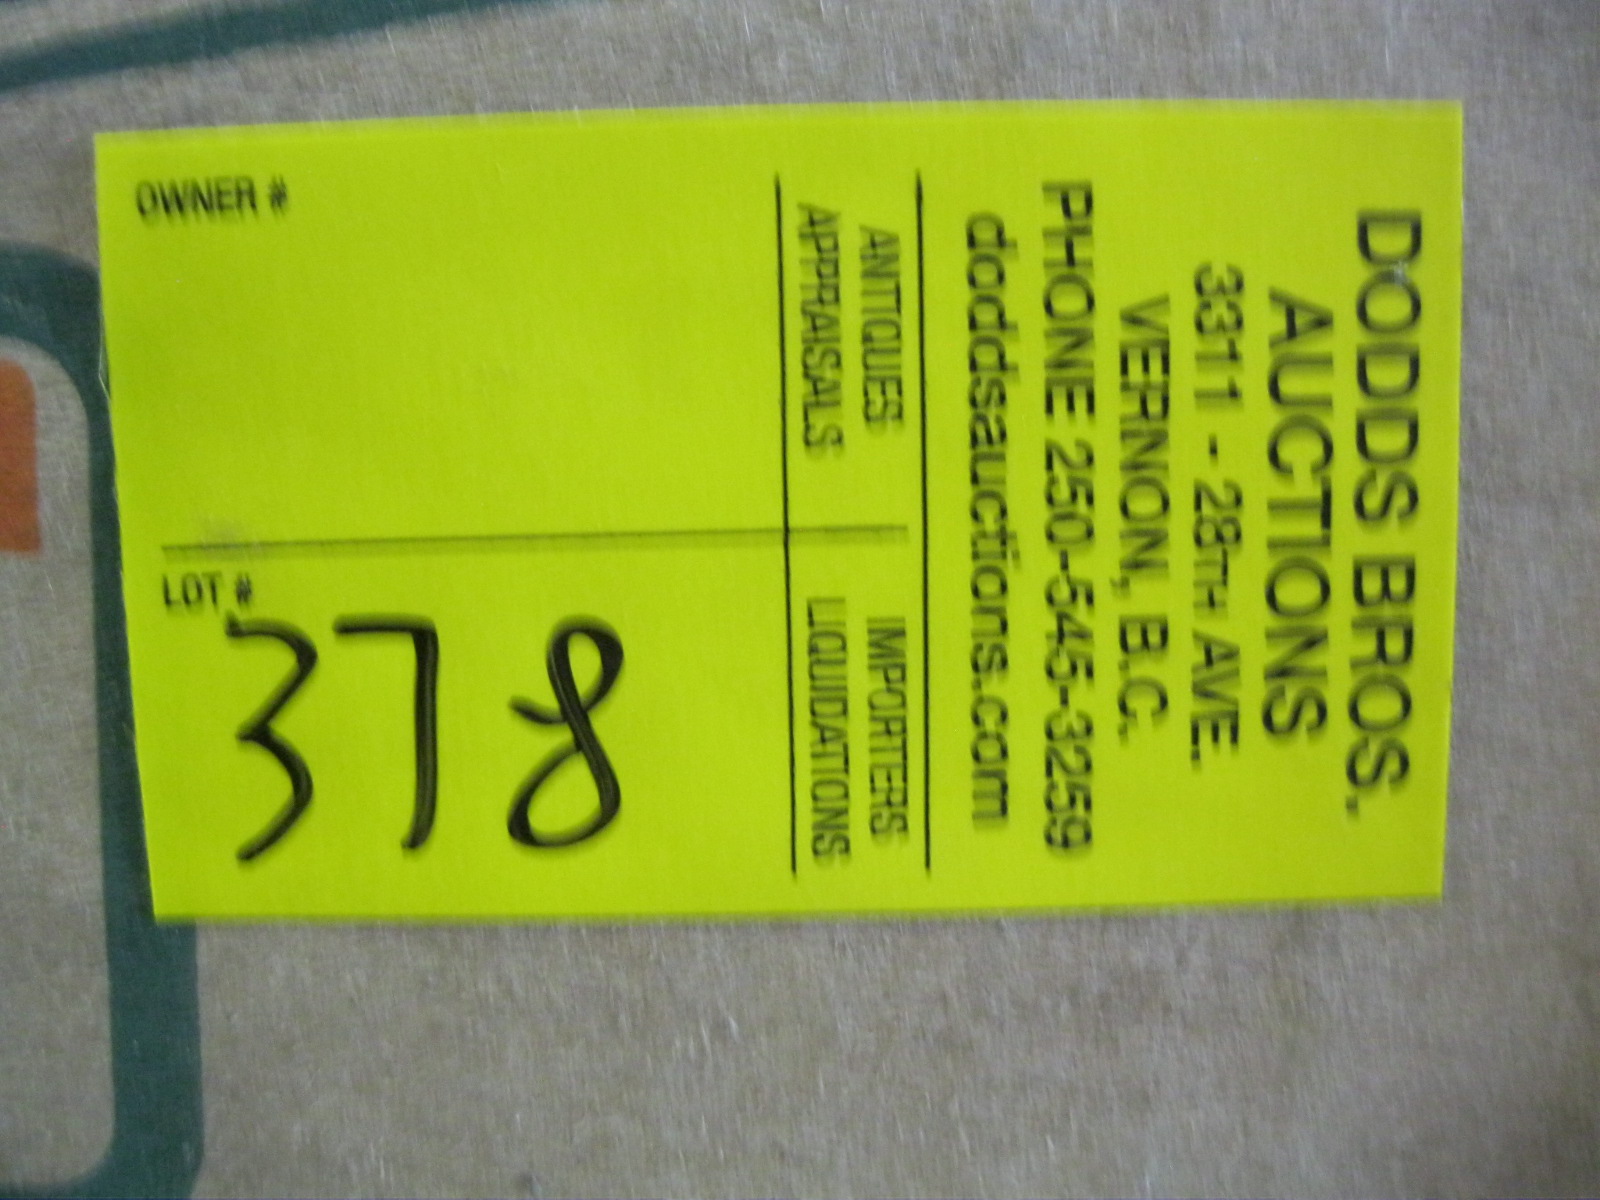 DODDS BROS.
AUCTIONS
3311 - 28TH AVE.
VERNON, B.C.
PHONE 250-545-3259
doddsauctions.com
ANTIQUES
APPRAISALS
IMPORTERS
LIQUIDATIONS
OWNER #
LOT #
378